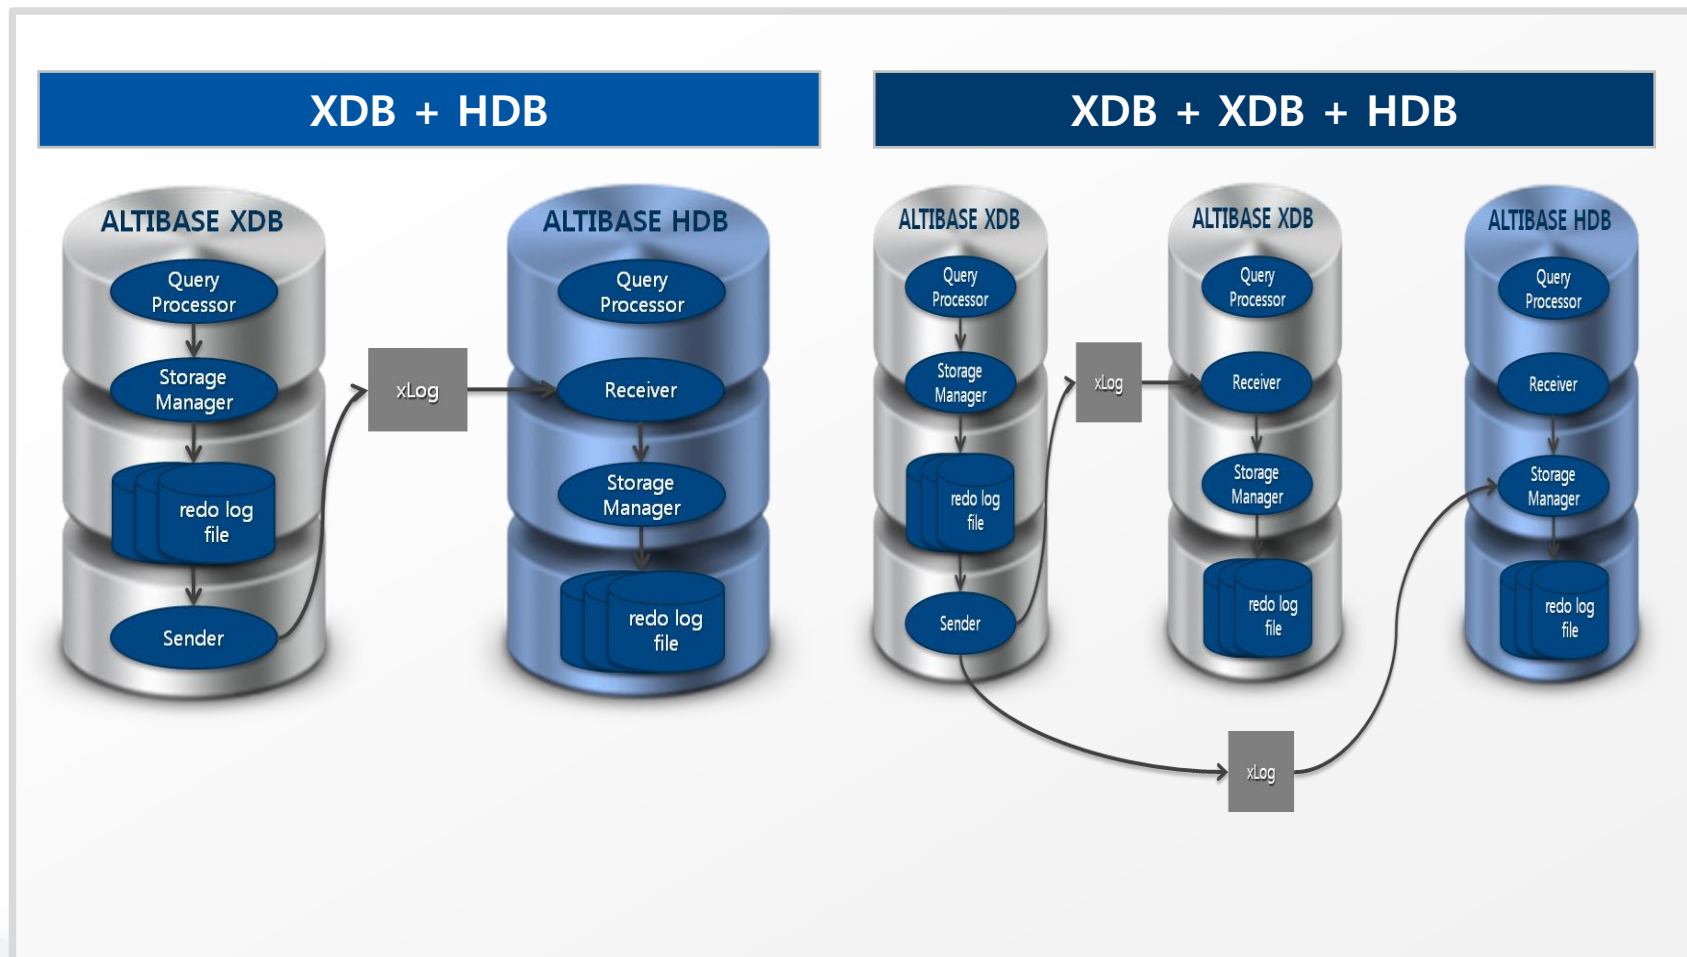 XDB + HDB
ALTIBASE XDB
Query
Processor
Storage
Manager
redo log
file
Sender
xLog
ALTIBASE HDB
Query
Processor
Receiver
Storage
Manager
redo log
file
XDB + XDB + HDB
ALTIBASE XDB
Query
Processor
Storage
Manager
redo log
file
Sender
xLog
ALTIBASE XDB
Query
Processor
Receiver
Storage
Manager
redo log
file
xLog
ALTIBASE HDB
Query
Processor
Receiver
Storage
Manager
redo log
file